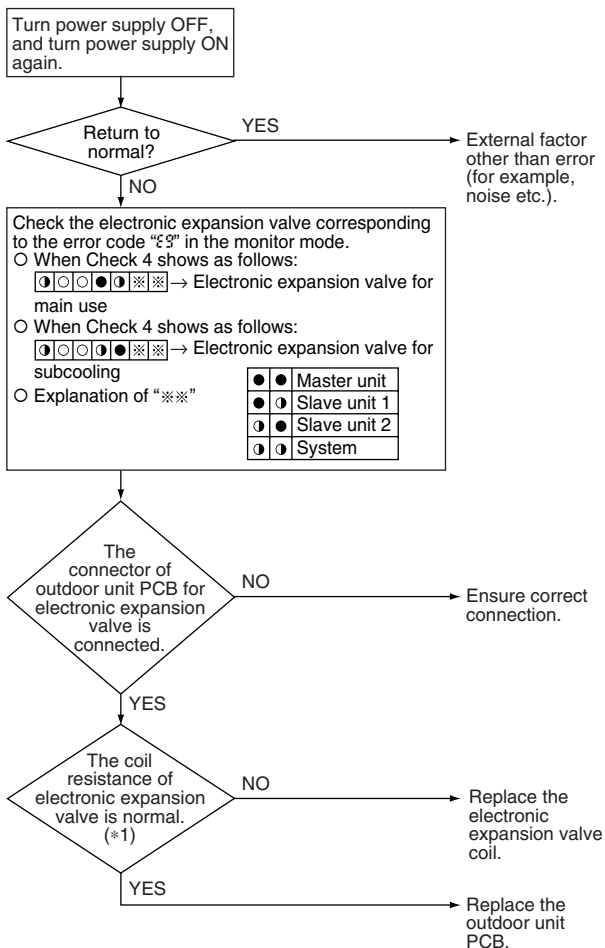 Turn power supply OFF,
and turn power supply ON
again.
Return to
normal?
YES
External factor
other than error
(for example,
noise etc.).
NO
Check the electronic expansion valve corresponding
to the error code “E9” in the monitor mode.
○ When Check 4 shows as follows:
◑ ○ ○ ● ◑ ※ ※ → Electronic expansion valve for
main use
○ When Check 4 shows as follows:
◑ ○ ○ ◑ ● ※ ※ → Electronic expansion valve for
subcooling
○ Explanation of “※※”
● ● Master unit
● ◑ Slave unit 1
◑ ● Slave unit 2
◑ ◑ System
The
connector of
outdoor unit PCB for
electronic expansion
valve is
connected.
NO
Ensure correct
connection.
YES
The coil
resistance of
electronic expansion
valve is normal.
(*1)
NO
Replace the
electronic
expansion valve
coil.
YES
Replace the
outdoor unit
PCB.